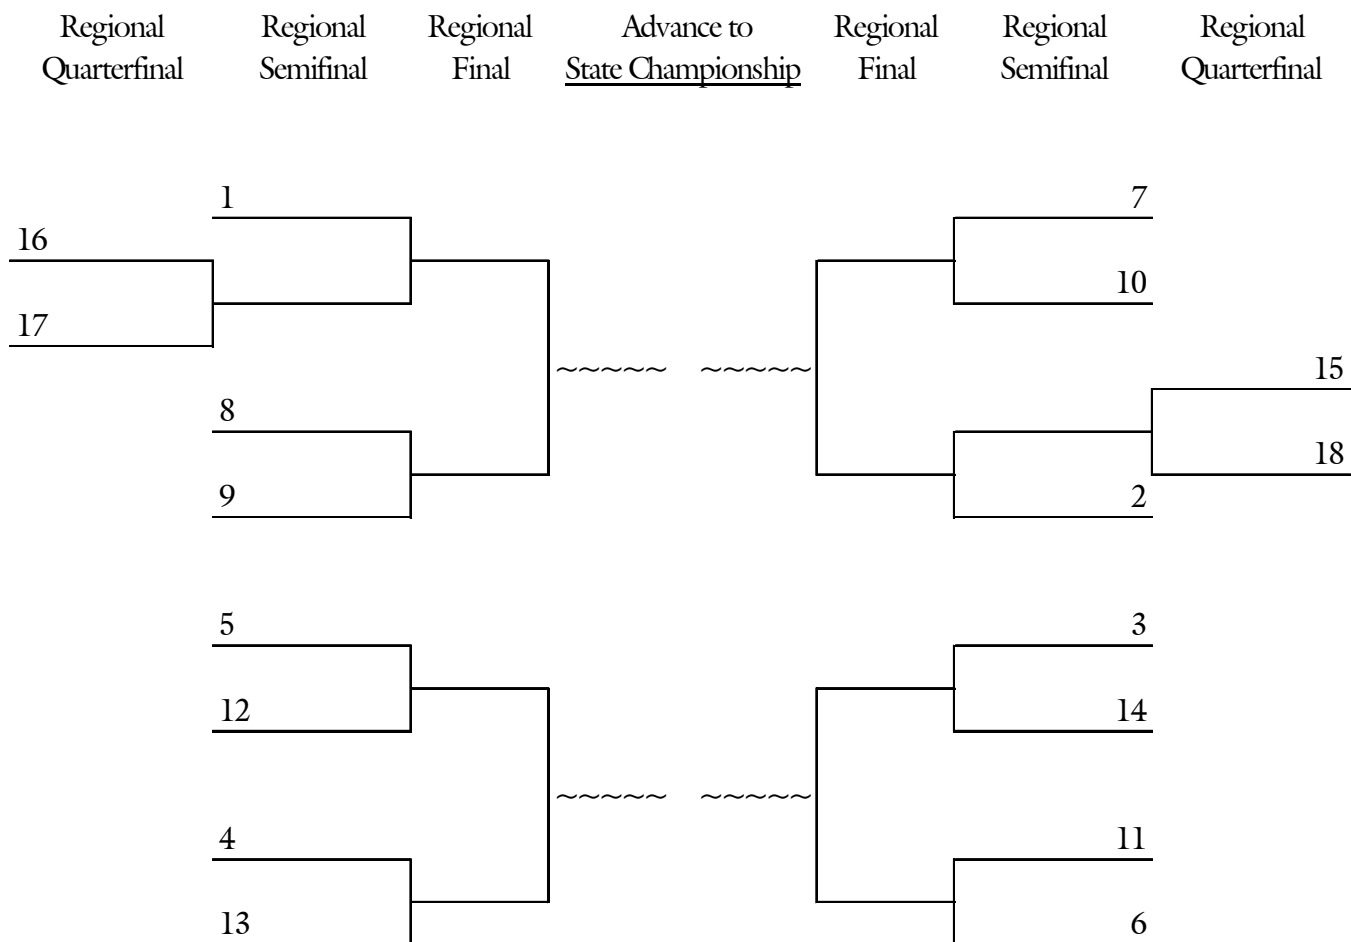 Regional Quarterfinal
Regional Semifinal
Regional Final
Advance to State Championship
Regional Final
Regional Semifinal
Regional Quarterfinal
1
7
16
17
10
15
8
18
9
2
5
3
12
14
~~~~~ ~~~~~
~~~~~ ~~~~~
4
11
13
6